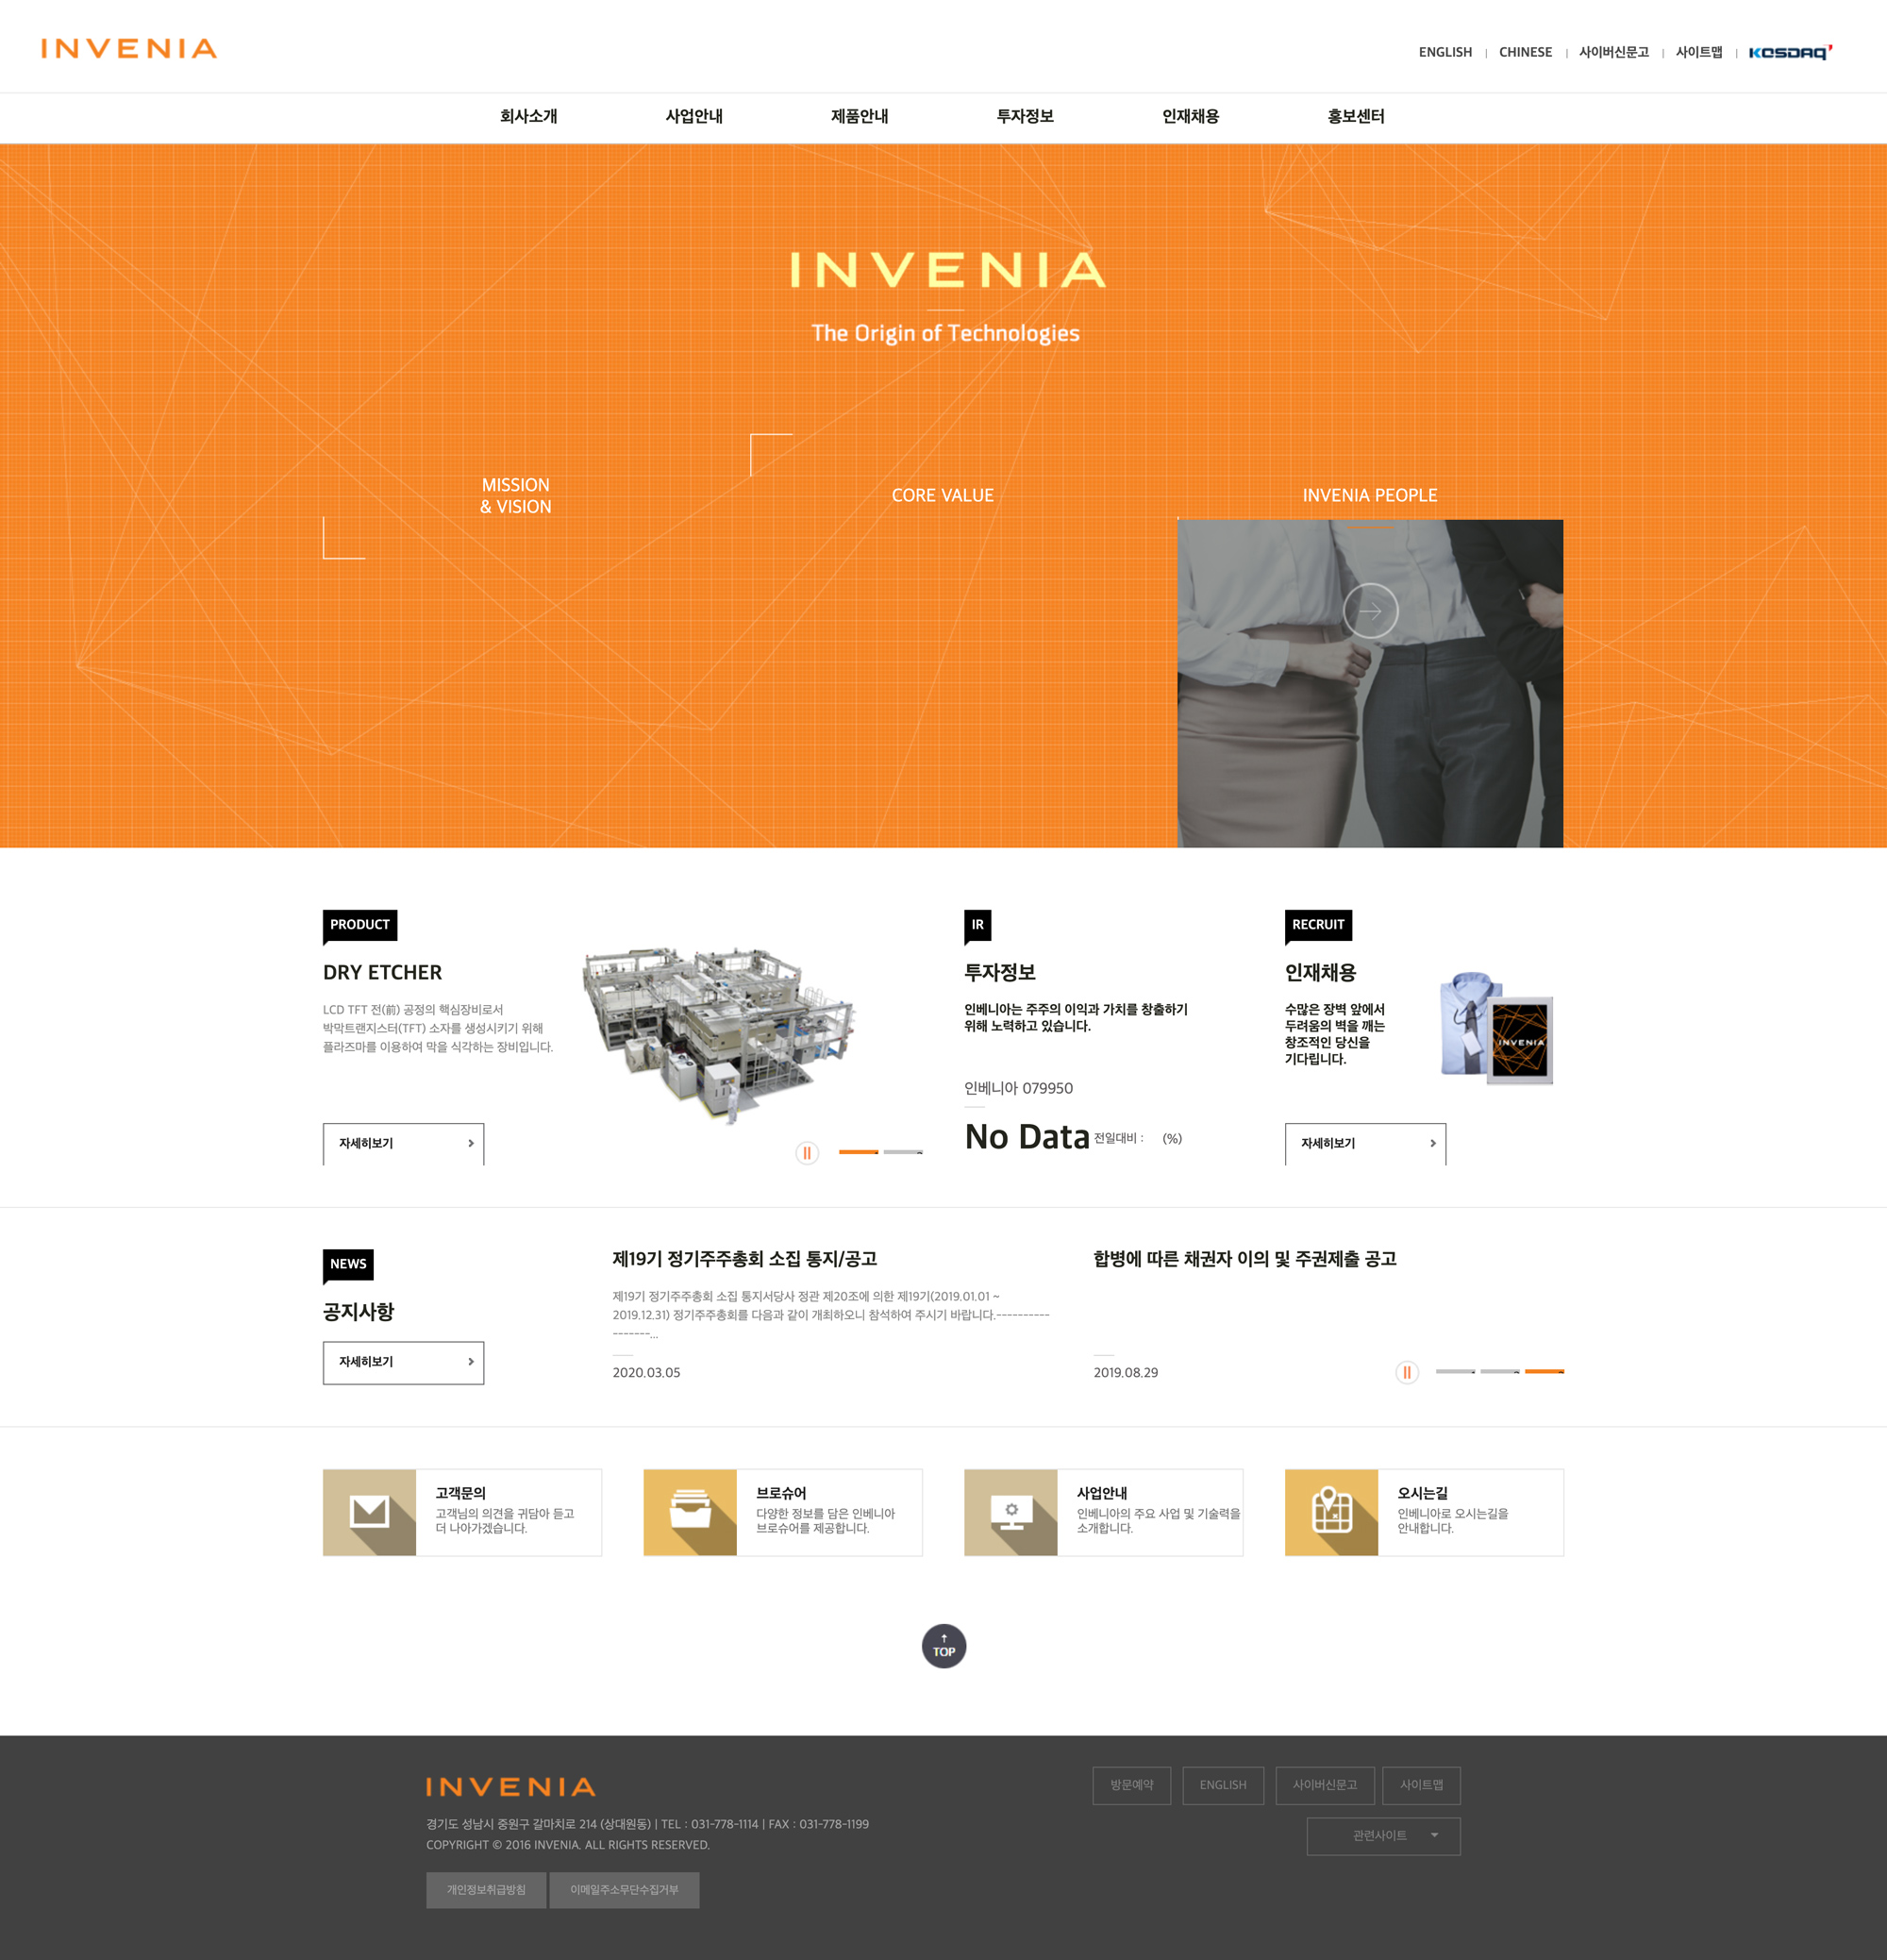 INVENIA
ENGLISH
CHINESE
사이버신문고
사이트맵
KOSDAQ
회사소개
사업안내
제품안내
투자정보
인재채용
홍보센터
INVENIA
The Origin of Technologies
MISSION
& VISION
CORE VALUE
INVENIA PEOPLE
PRODUCT
DRY ETCHER
LCD TFT 전(前) 공정의 핵심장비로서
박막트랜지스터(TFT) 소자를 생성시키기 위해
플라즈마를 이용하여 막을 식각하는 장비입니다.
자세히보기
IR
투자정보
인베니아는 주주의 이익과 가치를 창출하기
위해 노력하고 있습니다.
인베니아 079950
No Data 전일대비 : (%)
RECRUIT
인재채용
수많은 장벽 앞에서
두려움의 벽을 깨는
창조적인 당신을
기다립니다.
INVENIA
자세히보기
NEWS
공지사항
자세히보기
제19기 정기주주총회 소집 통지/공고
제19기 정기주주총회 소집 통지서당사 정관 제20조에 의한 제19기(2019.01.01 ~
2019.12.31) 정기주주총회를 다음과 같이 개최하오니 참석하여 주시기 바랍니다.----------
-------...
2020.03.05
합병에 따른 채권자 이의 및 주권제출 공고
2019.08.29
고객문의
고객님의 의견을 귀담아 듣고
더 나아가겠습니다.
브로슈어
다양한 정보를 담은 인베니아
브로슈어를 제공합니다.
사업안내
인베니아의 주요 사업 및 기술력을
소개합니다.
오시는길
인베니아로 오시는길을
안내합니다.
TOP
INVENIA
경기도 성남시 중원구 갈마치로 214 (상대원동) | TEL : 031-778-1114 | FAX : 031-778-1199
COPYRIGHT © 2016 INVENIA. ALL RIGHTS RESERVED.
개인정보취급방침
이메일주소무단수집거부
방문예약
ENGLISH
사이버신문고
사이트맵
관련사이트